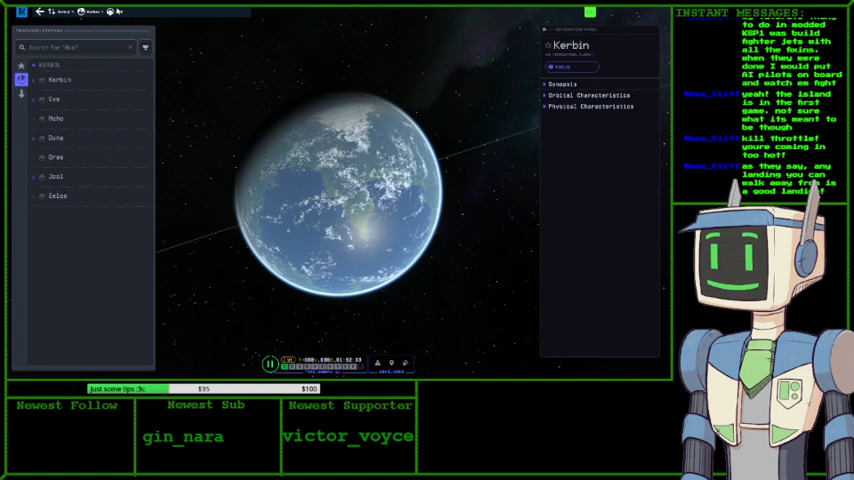 TRACKING STATION
Search for "Mun"
KERBOL
Kerbin
Eve
Moho
Duna
Dres
Jool
Eeloo
Kerbin
FOCUS
Synopsis
Orbital Characteristics
Physical Characteristics
INSTANT MESSAGES:
to do in modded
KSP1 was build
fighter jets with
all the fixins.
when they were
done I would put
AI pilots on board
and watch em fight
yeah! the island
is in the first
game. not sure
what its meant to
be though
kill throttle!
youre coming in
too hot!
as they say, any
landing you can
walk away from is
a good landing!
Just some tips :3c
$35
$100
Newest Follow
Newest Sub
Newest Supporter
gin_nara
victor_voyce